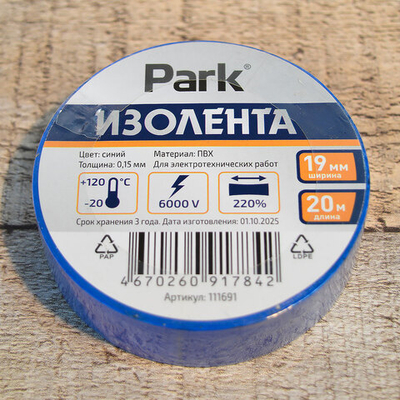 Park®
ИЗОЛЕНТА
Цвет: синий Материал: ПВХ
Толщина: 0,15 мм Для электротехнических работ
19 мм
ширина
+120 °C
-20
6000 V
220%
20 м
длина
Срок хранения 3 года. Дата изготовления: 01.10.2025
PAP
LDPE
4 670260 917842
Артикул: 111691